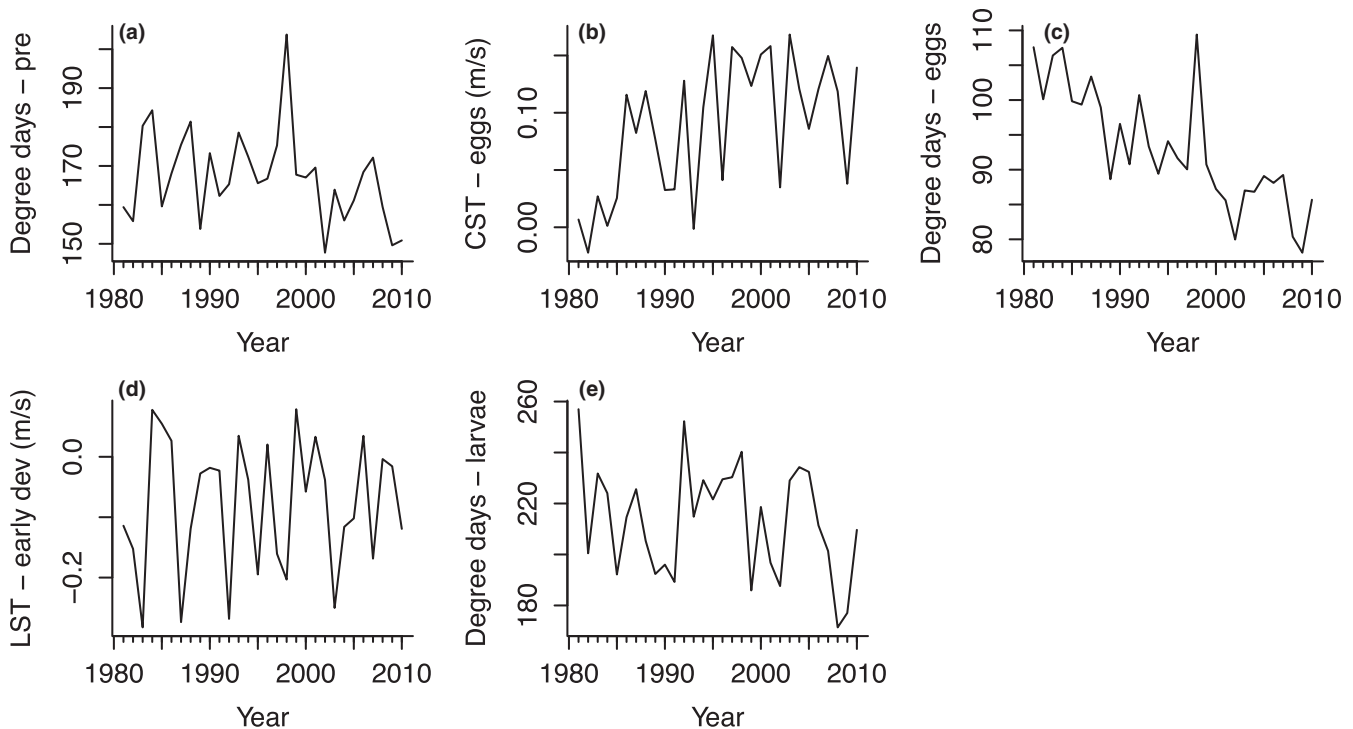 (a)
Degree days – pre
150 170 190
1980 1990 2000 2010
Year
(b)
CST – eggs (m/s)
0.00 0.10
1980 1990 2000 2010
Year
(c)
Degree days – eggs
80 90 100 110
1980 1990 2000 2010
Year
(d)
LST – early dev (m/s)
−0.2 0.0
1980 1990 2000 2010
Year
(e)
Degree days – larvae
180 220 260
1980 1990 2000 2010
Year